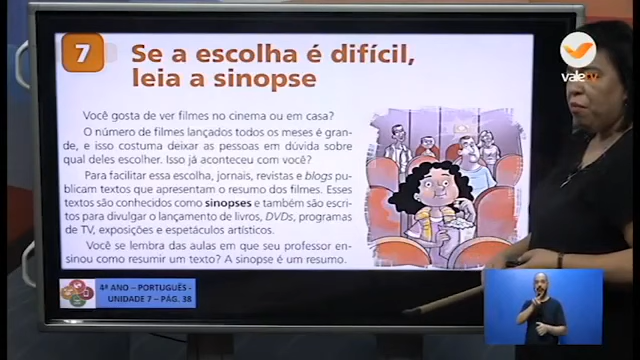 7
Se a escolha é difícil,
leia a sinopse
Você gosta de ver filmes no cinema ou em casa?
O número de filmes lançados todos os meses é gran-
de, e isso costuma deixar as pessoas em dúvida sobre
qual deles escolher. Isso já aconteceu com você?
Para facilitar essa escolha, jornais, revistas e blogs pu-
blicam textos que apresentam o resumo dos filmes. Esses
textos são conhecidos como sinopses e também são escri-
tos para divulgar o lançamento de livros, DVDs, programas
de TV, exposições e espetáculos artísticos.
Você se lembra das aulas em que seu professor en-
sinou como resumir um texto? A sinopse é um resumo.
4º ANO – PORTUGUÊS -
UNIDADE 7 – PÁG. 38
valeTV